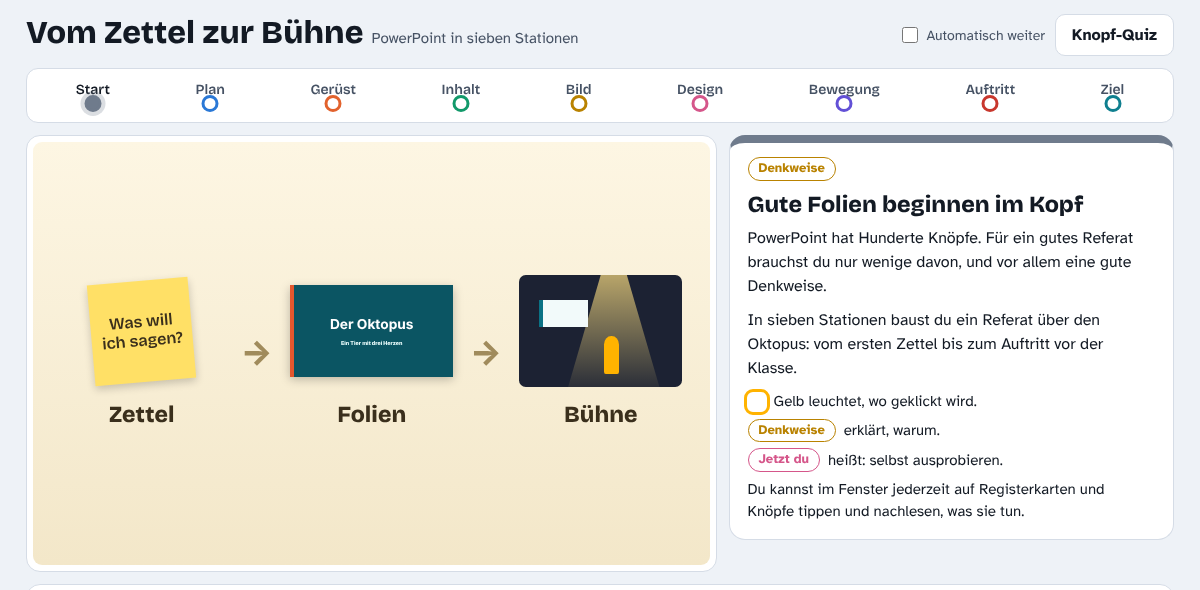 Vom Zettel zur Bühne PowerPoint in sieben Stationen
Automatisch weiter
Knopf-Quiz
Start
Plan
Gerüst
Inhalt
Bild
Design
Bewegung
Auftritt
Ziel
Was will
ich sagen?
Der Oktopus
Ein Tier mit drei Herzen
Zettel
Folien
Bühne
Denkweise
Gute Folien beginnen im Kopf
PowerPoint hat Hunderte Knöpfe. Für ein gutes Referat
brauchst du nur wenige davon, und vor allem eine gute
Denkweise.
In sieben Stationen baust du ein Referat über den
Oktopus: vom ersten Zettel bis zum Auftritt vor der
Klasse.
Gelb leuchtet, wo geklickt wird.
Denkweise erklärt, warum.
Jetzt du heißt: selbst ausprobieren.
Du kannst im Fenster jederzeit auf Registerkarten und
Knöpfe tippen und nachlesen, was sie tun.